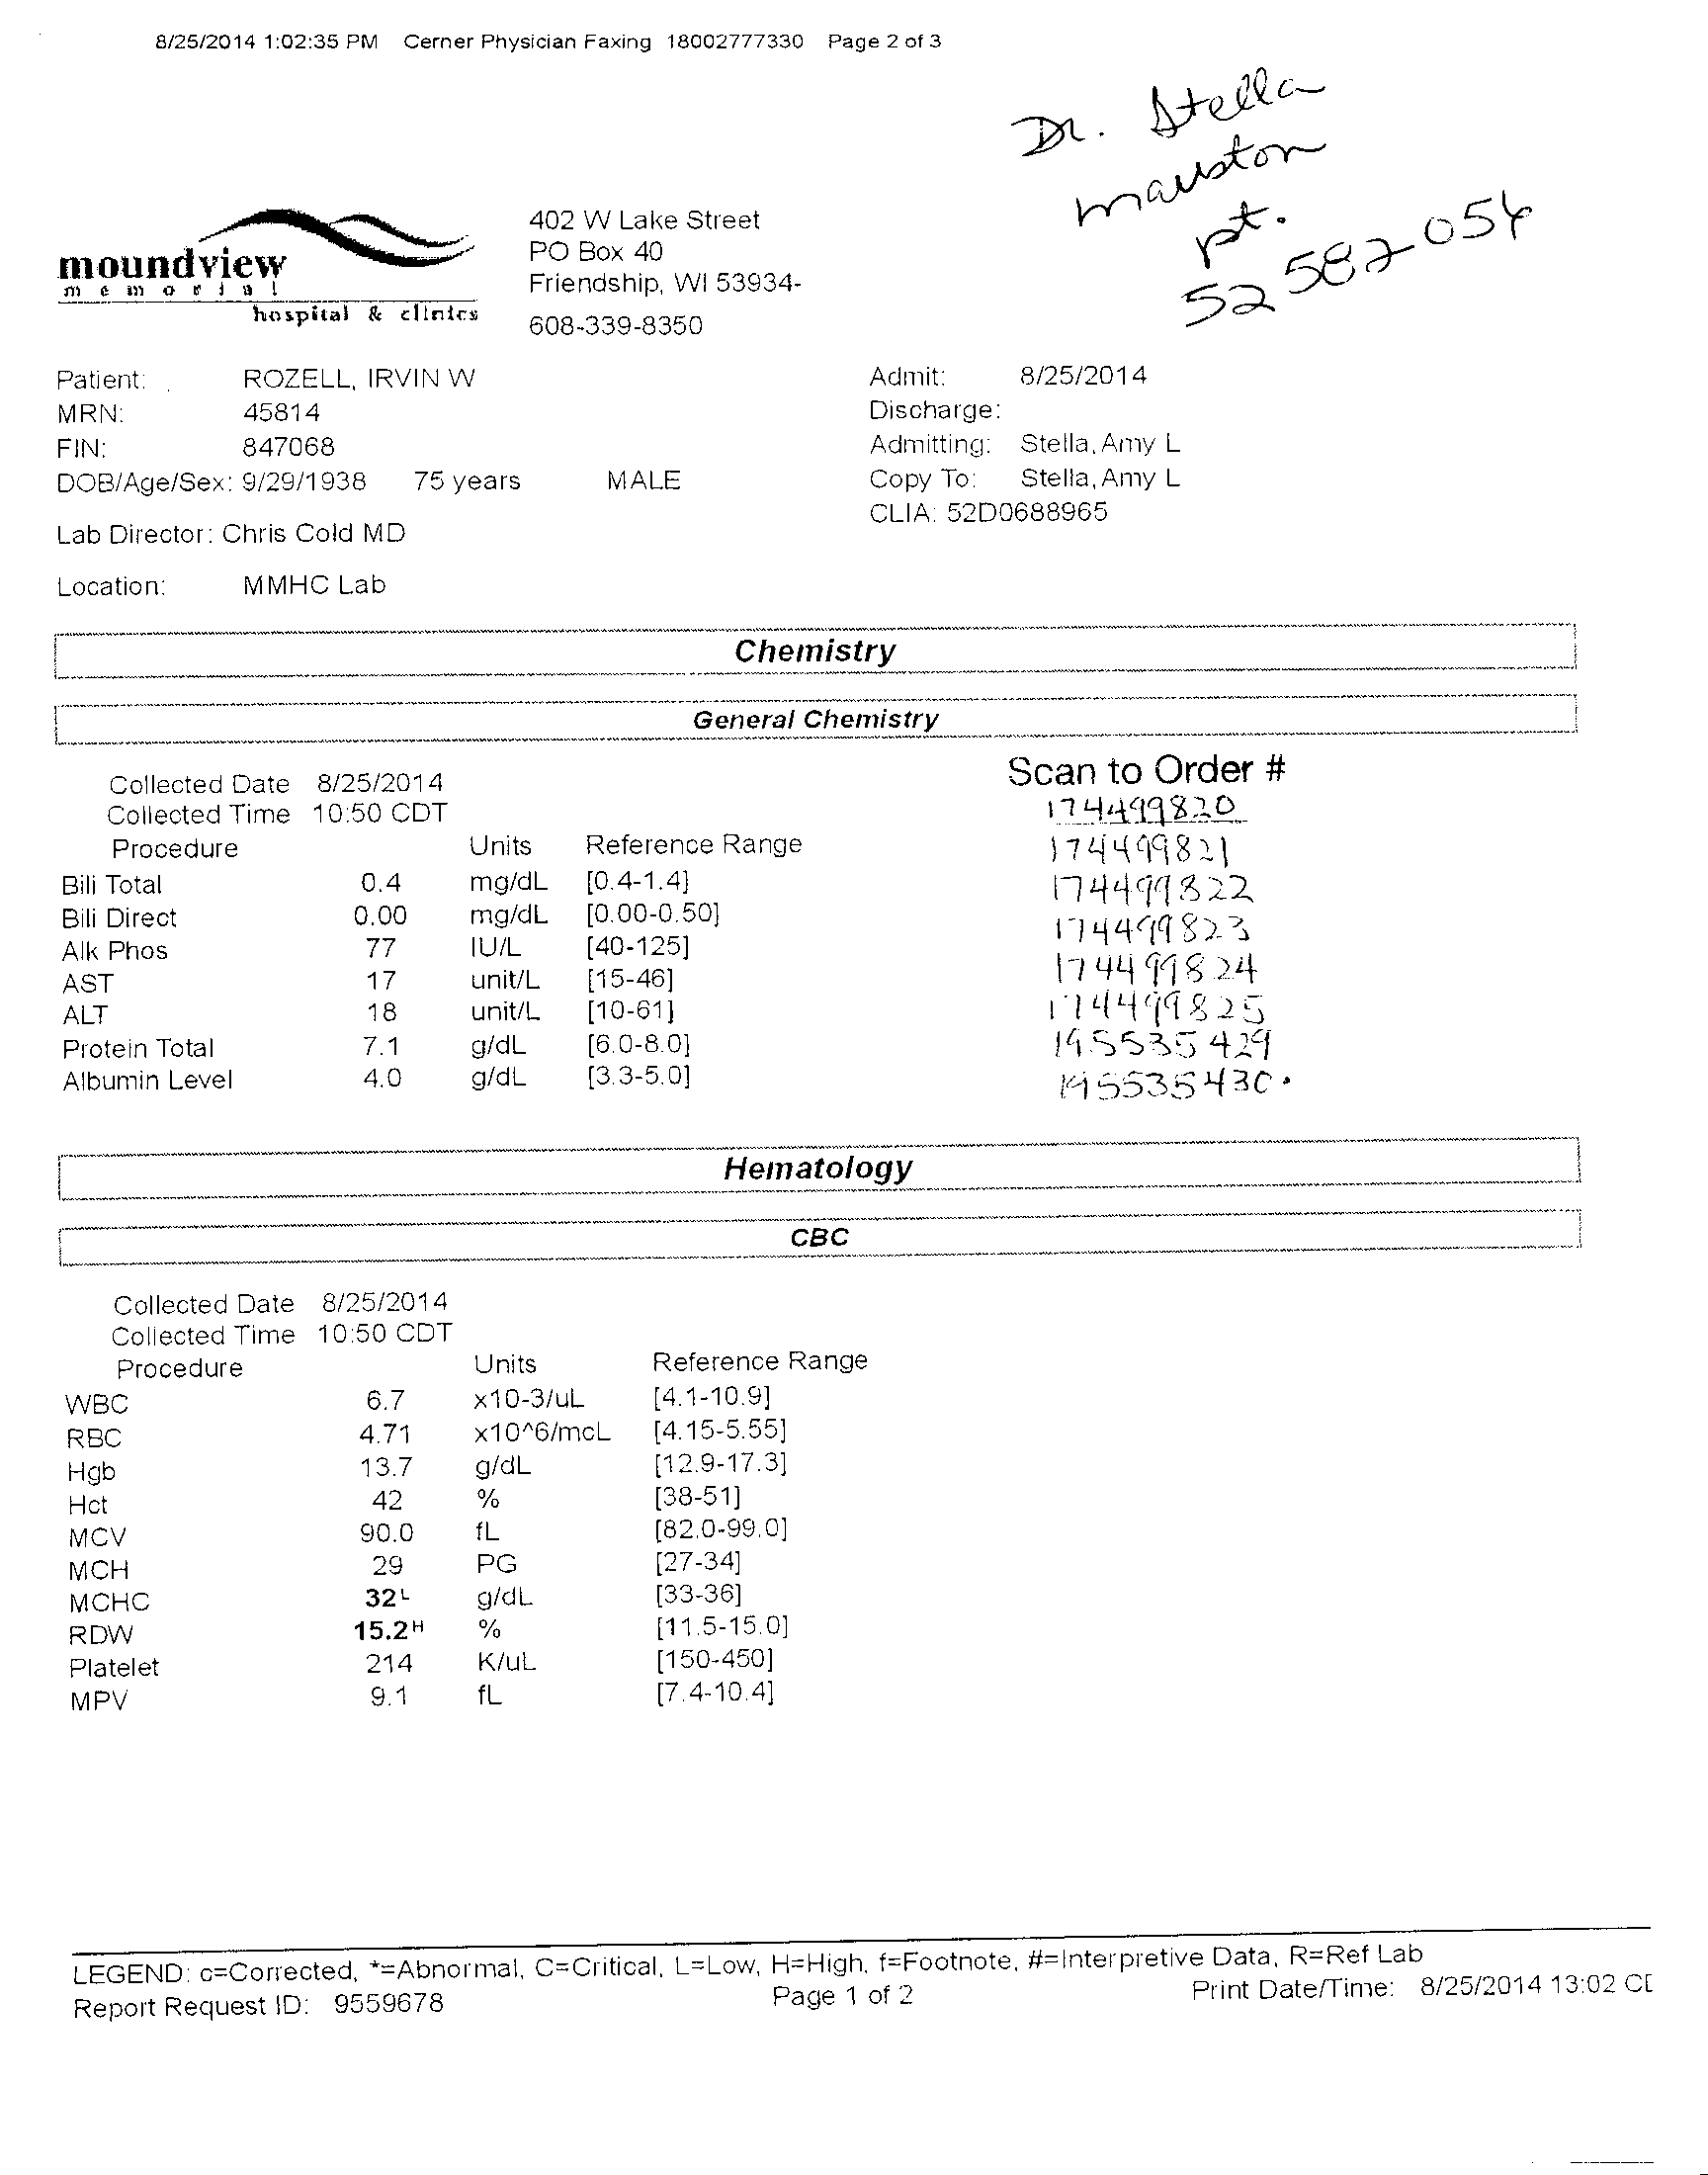 8/25/2014 1:02:35 PM Cerner Physician Faxing 18002777330 Page 2 of 3
Dr. Stella
mauston
pt.
52 582 054
moundview
memorial
hospital & clinics
402 W Lake Street
PO Box 40
Friendship, WI 53934-
608-339-8350
Patient: ROZELL, IRVIN W
MRN: 45814
FIN: 847068
DOB/Age/Sex: 9/29/1938 75 years MALE
Lab Director: Chris Cold MD
Location: MMHC Lab
Admit: 8/25/2014
Discharge:
Admitting: Stella, Amy L
Copy To: Stella, Amy L
CLIA: 52D0688965
Chemistry
General Chemistry
Collected Date 8/25/2014
Collected Time 10:50 CDT
Procedure Units Reference Range
Bili Total 0.4 mg/dL [0.4-1.4]
Bili Direct 0.00 mg/dL [0.00-0.50]
Alk Phos 77 IU/L [40-125]
AST 17 unit/L [15-46]
ALT 18 unit/L [10-61]
Protein Total 7.1 g/dL [6.0-8.0]
Albumin Level 4.0 g/dL [3.3-5.0]
Scan to Order #
174499820
174499821
174499822
174499823
174499824
174499825
195535429
195535430.
Hematology
CBC
Collected Date 8/25/2014
Collected Time 10:50 CDT
Procedure Units Reference Range
WBC 6.7 x10-3/uL [4.1-10.9]
RBC 4.71 x10^6/mcL [4.15-5.55]
Hgb 13.7 g/dL [12.9-17.3]
Hct 42 % [38-51]
MCV 90.0 fL [82.0-99.0]
MCH 29 PG [27-34]
MCHC 32 L g/dL [33-36]
RDW 15.2 H % [11.5-15.0]
Platelet 214 K/uL [150-450]
MPV 9.1 fL [7.4-10.4]
LEGEND: c=Corrected, *=Abnormal, C=Critical, L=Low, H=High, f=Footnote, #=Interpretive Data, R=Ref Lab
Report Request ID: 9559678 Page 1 of 2 Print Date/Time: 8/25/2014 13:02 CD